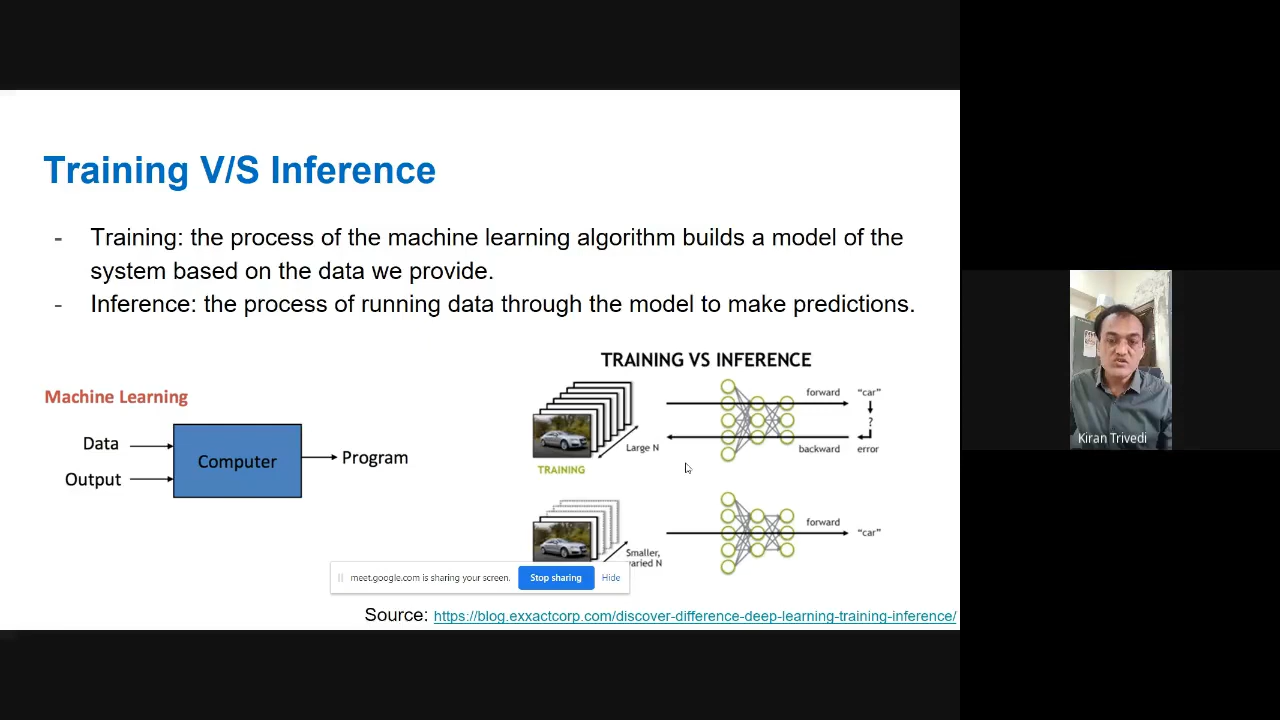 Training V/S Inference
- Training: the process of the machine learning algorithm builds a model of the
system based on the data we provide.
- Inference: the process of running data through the model to make predictions.
TRAINING VS INFERENCE
Machine Learning
Data
Output
Computer
Program
Large N
TRAINING
forward
"car"
?
backward
error
Smaller,
varied N
forward
"car"
meet.google.com is sharing your screen.
Stop sharing
Hide
Source: https://blog.exxactcorp.com/discover-difference-deep-learning-training-inference/
Kiran Trivedi